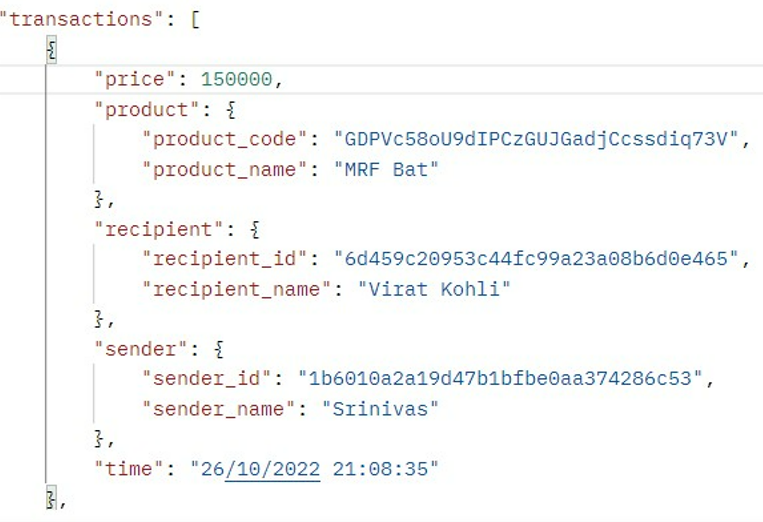 "transactions": [
{
"price": 150000,
"product": {
"product_code": "GDPVc58oU9dIPCzGUJGadjCcssdiq73V",
"product_name": "MRF Bat"
},
"recipient": {
"recipient_id": "6d459c20953c44fc99a23a08b6d0e465",
"recipient_name": "Virat Kohli"
},
"sender": {
"sender_id": "1b6010a2a19d47b1bfbe0aa374286c53",
"sender_name": "Srinivas"
},
"time": "26/10/2022 21:08:35"
},